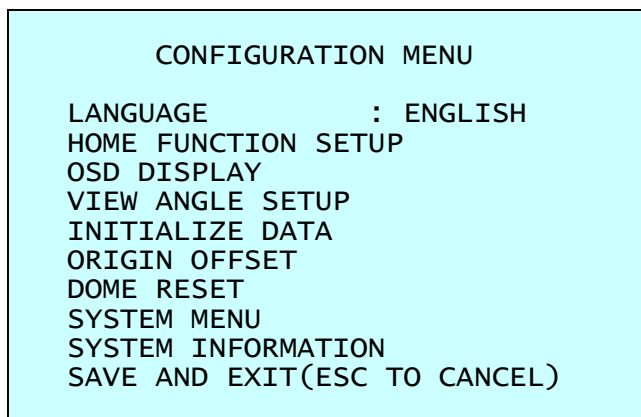 CONFIGURATION MENU
LANGUAGE : ENGLISH
HOME FUNCTION SETUP
OSD DISPLAY
VIEW ANGLE SETUP
INITIALIZE DATA
ORIGIN OFFSET
DOME RESET
SYSTEM MENU
SYSTEM INFORMATION
SAVE AND EXIT(ESC TO CANCEL)